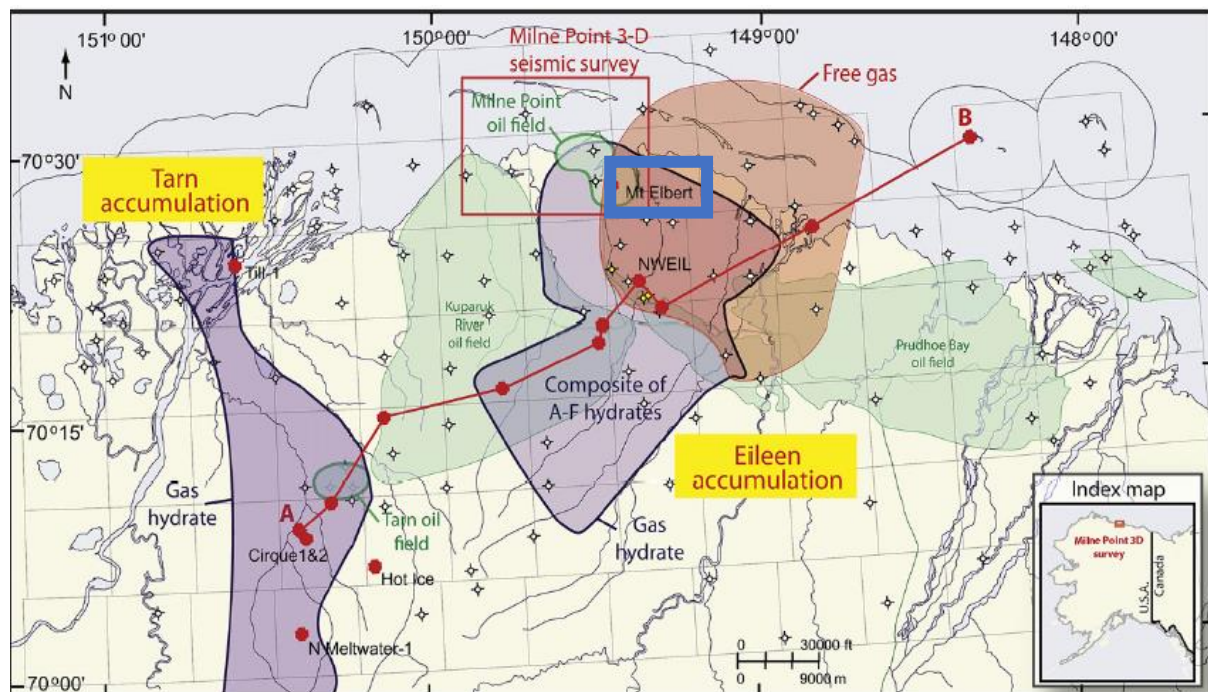 151° 00'
150° 00'
149° 00'
148° 00'
N
Milne Point 3-D
seismic survey
Free gas
Milne Point
oil field
B
70° 30'
Tarn
accumulation
Mt Elbert
Till-1
NWEIL
Kuparuk
River
oil field
Prudhoe Bay
oil field
Composite of
A-F hydrates
70° 15'
Eileen
accumulation
Gas
hydrate
A
Tarn oil
field
Gas
hydrate
Cirque1&2
Hot Ice
N Meltwater-1
70° 00'
0 30000 ft
0 9000 m
Index map
Milne Point 3D
survey
U.S.A.
Canada